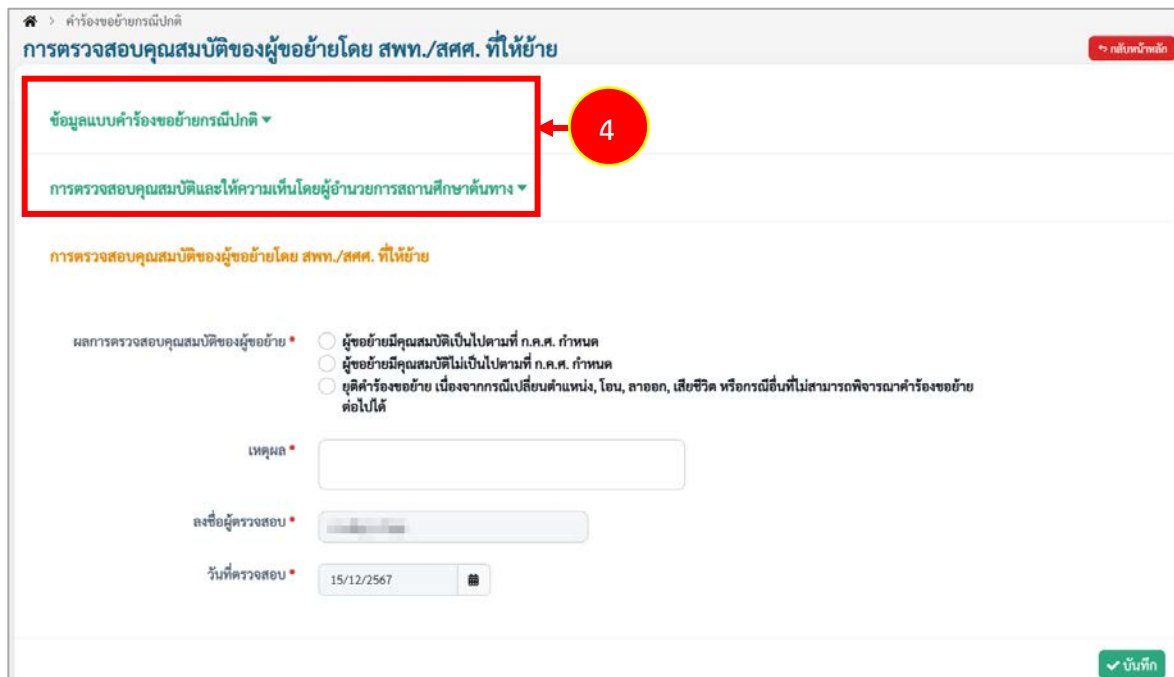 > คำร้องขอย้ายกรณีปกติ
การตรวจสอบคุณสมบัติของผู้ขอย้ายโดย สพท./สศศ. ที่ให้ย้าย
กลับหน้าหลัก
ข้อมูลแบบคำร้องขอย้ายกรณีปกติ
4
การตรวจสอบคุณสมบัติและให้ความเห็นโดยผู้อำนวยการสถานศึกษาต้นทาง
การตรวจสอบคุณสมบัติของผู้ขอย้ายโดย สพท./สศศ. ที่ให้ย้าย
ผลการตรวจสอบคุณสมบัติของผู้ขอย้าย * ผู้ขอย้ายมีคุณสมบัติเป็นไปตามที่ ก.ค.ศ. กำหนด
ผู้ขอย้ายมีคุณสมบัติไม่เป็นไปตามที่ ก.ค.ศ. กำหนด
ยุติคำร้องขอย้าย เนื่องจากกรณีเปลี่ยนตำแหน่ง, โอน, ลาออก, เสียชีวิต หรือกรณีอื่นที่ไม่สามารถพิจารณาคำร้องขอย้าย
ต่อไปได้
เหตุผล *
ลงชื่อผู้ตรวจสอบ *
วันที่ตรวจสอบ * 15/12/2567
บันทึก